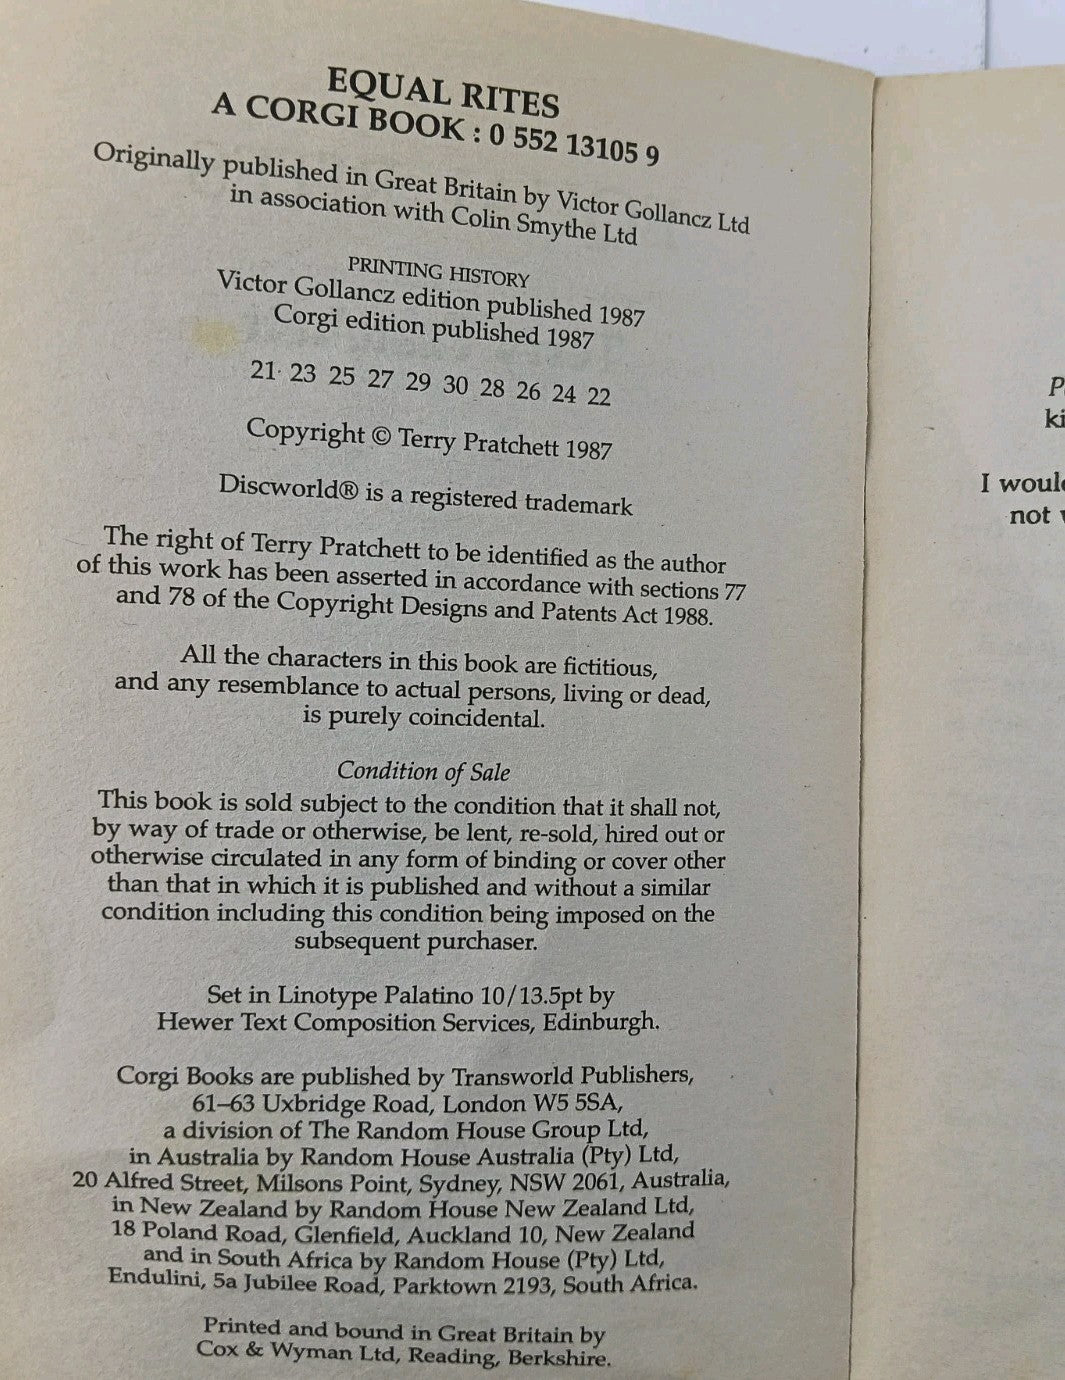 EQUAL RITES
A CORGI BOOK : 0 552 13105 9
Originally published in Great Britain by Victor Gollancz Ltd
in association with Colin Smythe Ltd
PRINTING HISTORY
Victor Gollancz edition published 1987
Corgi edition published 1987
21 23 25 27 29 30 28 26 24 22
Copyright © Terry Pratchett 1987
Discworld® is a registered trademark
The right of Terry Pratchett to be identified as the author
of this work has been asserted in accordance with sections 77
and 78 of the Copyright Designs and Patents Act 1988.
All the characters in this book are fictitious,
and any resemblance to actual persons, living or dead,
is purely coincidental.
Condition of Sale
This book is sold subject to the condition that it shall not,
by way of trade or otherwise, be lent, re-sold, hired out or
otherwise circulated in any form of binding or cover other
than that in which it is published and without a similar
condition including this condition being imposed on the
subsequent purchaser.
Set in Linotype Palatino 10/13.5pt by
Hewer Text Composition Services, Edinburgh.
Corgi Books are published by Transworld Publishers,
61–63 Uxbridge Road, London W5 5SA,
a division of The Random House Group Ltd,
in Australia by Random House Australia (Pty) Ltd,
20 Alfred Street, Milsons Point, Sydney, NSW 2061, Australia,
in New Zealand by Random House New Zealand Ltd,
18 Poland Road, Glenfield, Auckland 10, New Zealand
and in South Africa by Random House (Pty) Ltd,
Endulini, 5a Jubilee Road, Parktown 2193, South Africa.
Printed and bound in Great Britain by
Cox & Wyman Ltd, Reading, Berkshire.
ki
I would
not